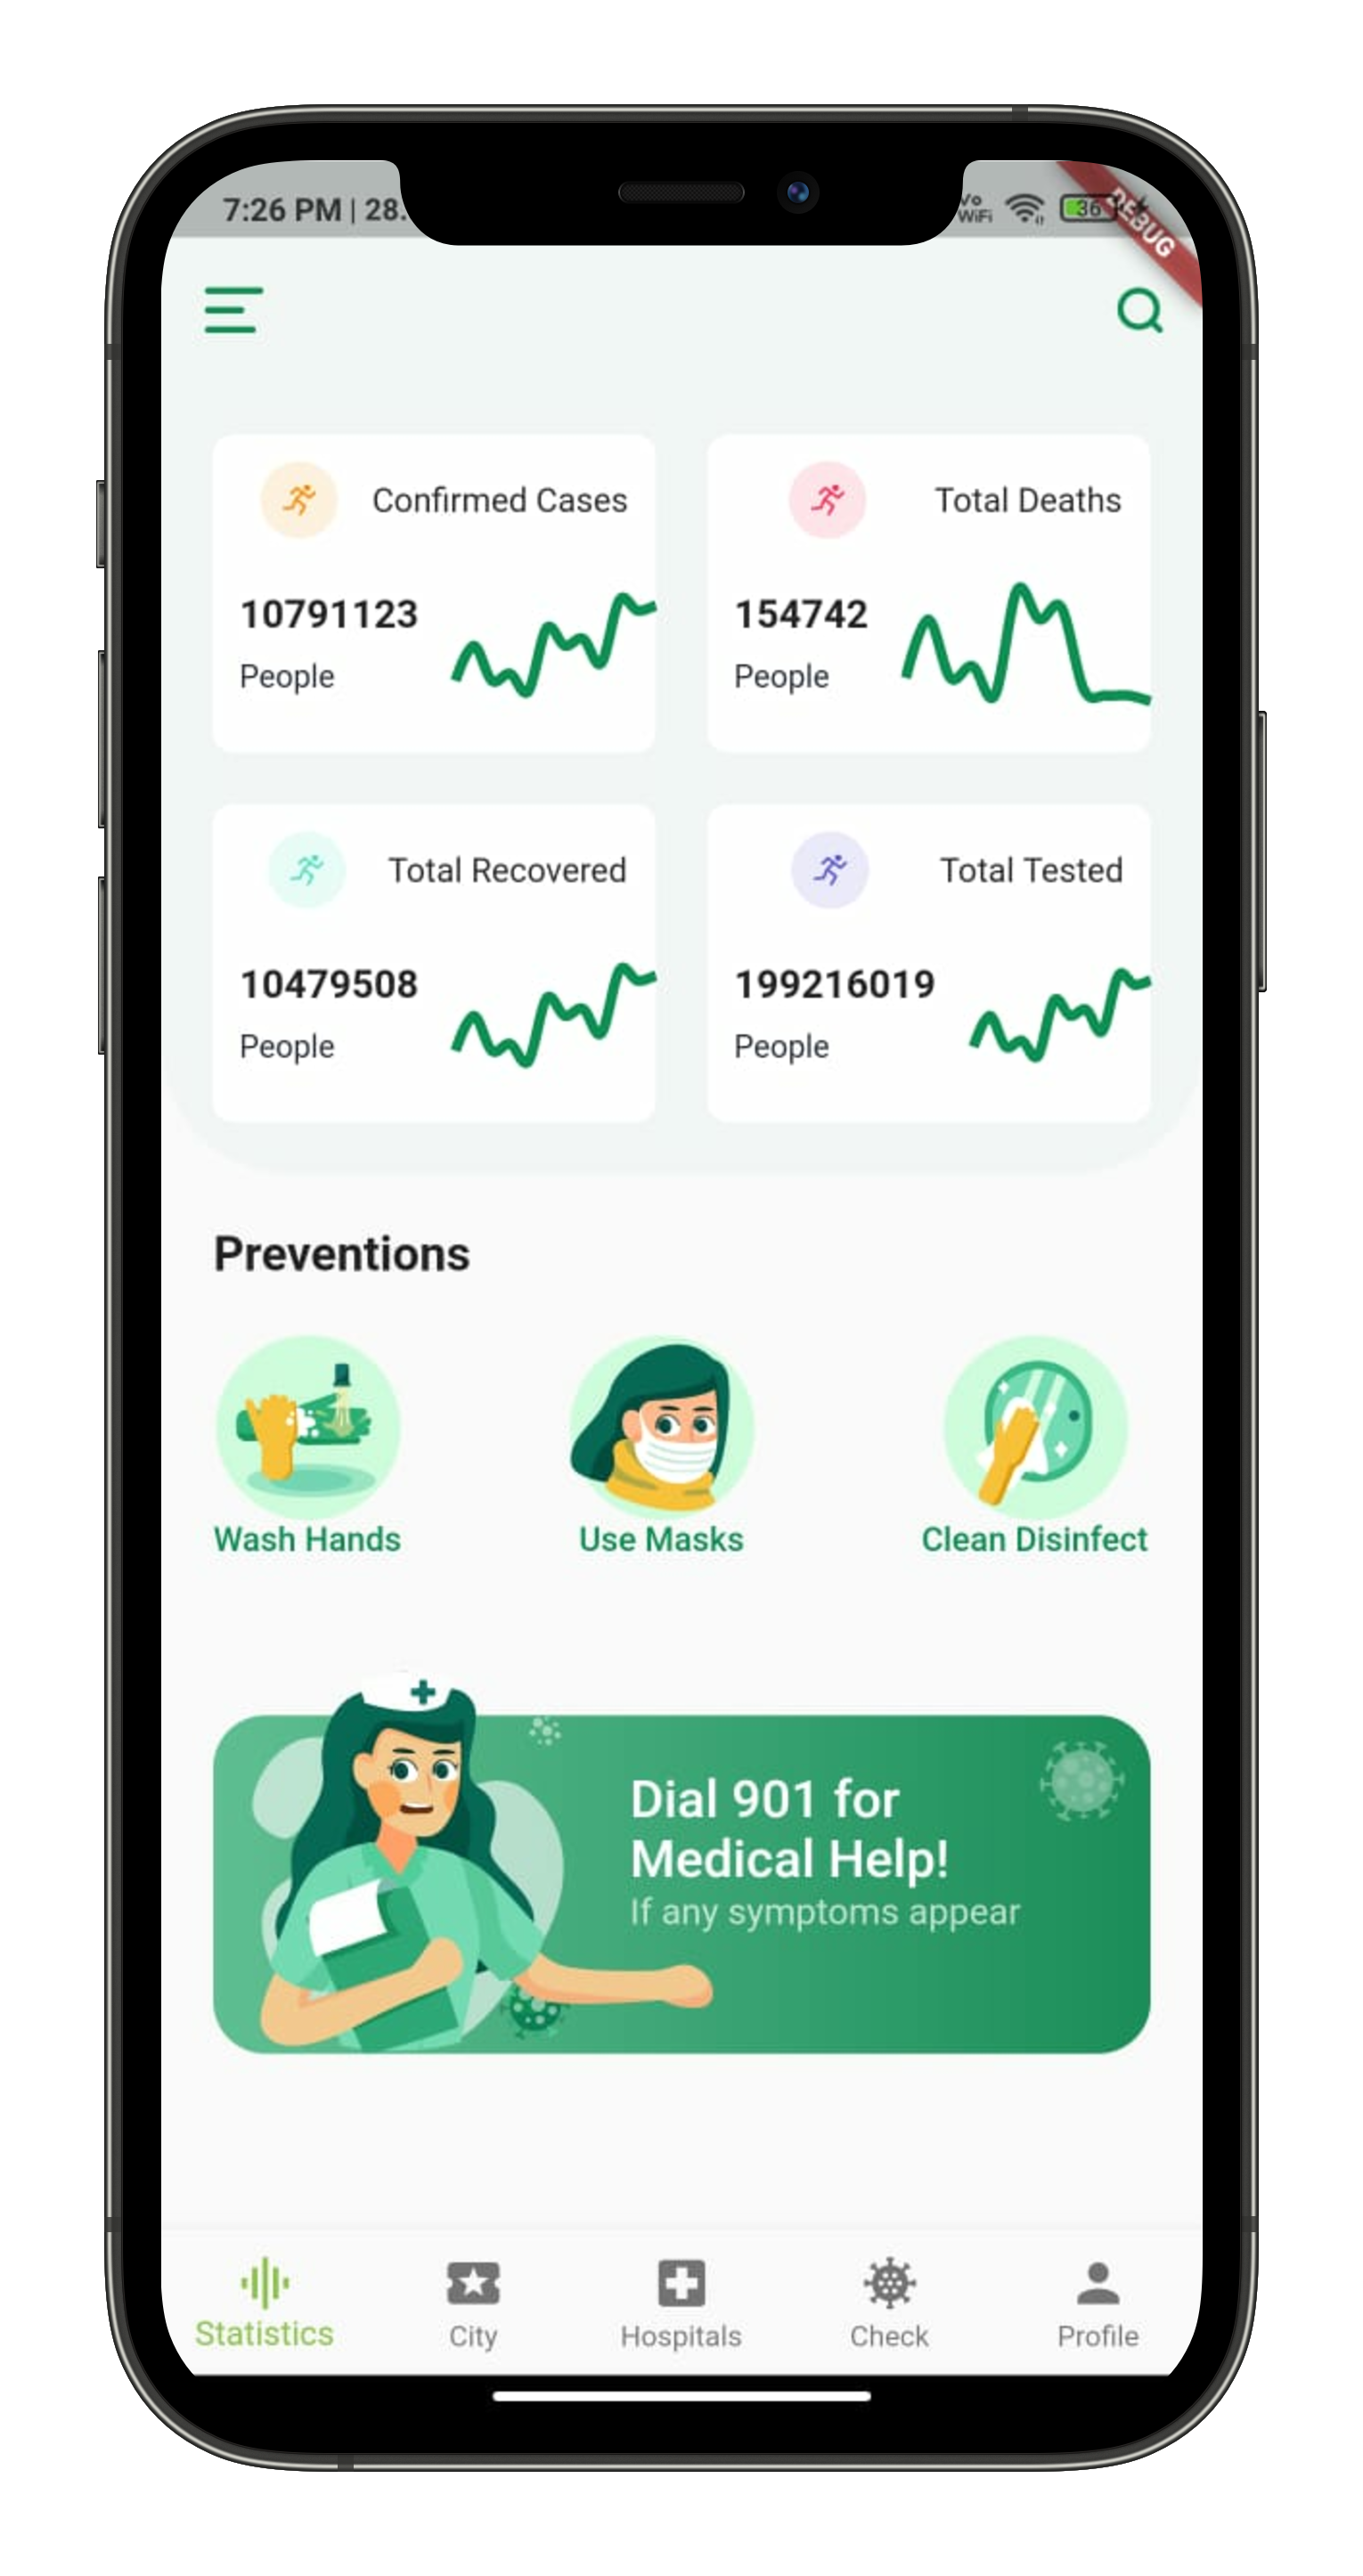 7:26 PM | 28.
Vo
WiFi
36
DEBUG
Confirmed Cases
10791123
People
Total Deaths
154742
People
Total Recovered
10479508
People
Total Tested
199216019
People
Preventions
Wash Hands
Use Masks
Clean Disinfect
Dial 901 for
Medical Help!
If any symptoms appear
Statistics
City
Hospitals
Check
Profile